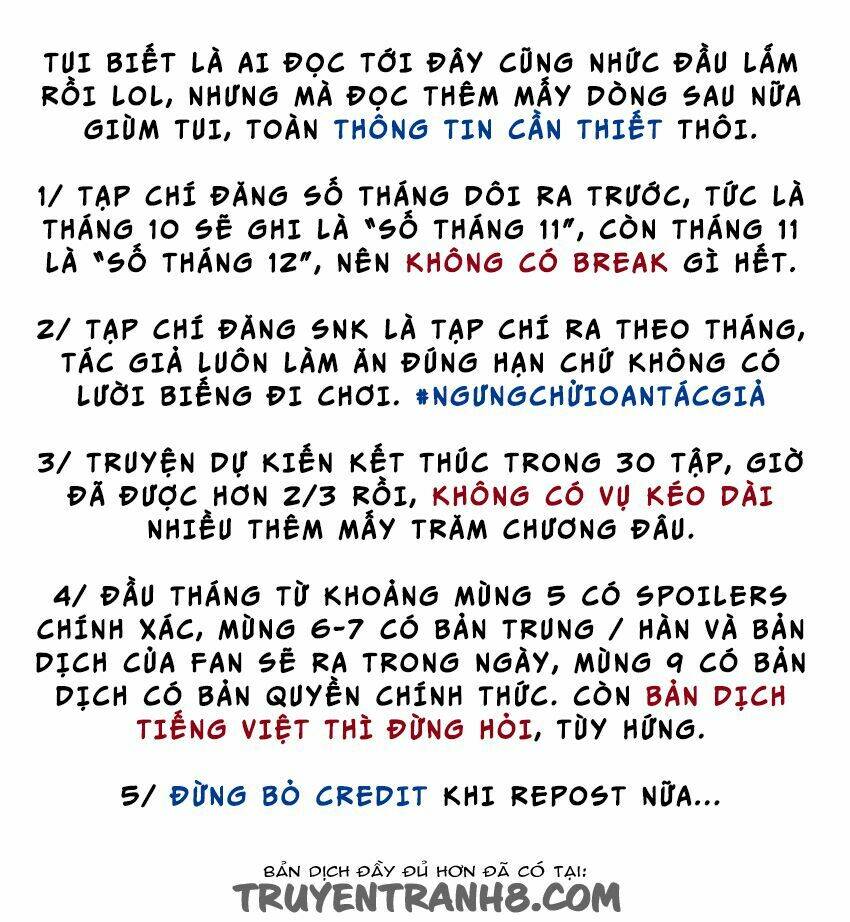 TUI BIẾT LÀ AI ĐỌC TỚI ĐÂY CŨNG NHỨC ĐẦU LẮM
RỒI LOL, NHƯNG MÀ ĐỌC THÊM MẤY DÒNG SAU NỮA
GIÙM TUI, TOÀN THÔNG TIN CẦN THIẾT THÔI.
1/ TẠP CHÍ ĐĂNG SỐ THÁNG DÔI RA TRƯỚC, TỨC LÀ
THÁNG 10 SẼ GHI LÀ "SỐ THÁNG 11", CÒN THÁNG 11
LÀ "SỐ THÁNG 12", NÊN KHÔNG CÓ BREAK GÌ HẾT.
2/ TẠP CHÍ ĐĂNG SNK LÀ TẠP CHÍ RA THEO THÁNG,
TÁC GIẢ LUÔN LÀM ĂN ĐÚNG HẠN CHỨ KHÔNG CÓ
LƯỜI BIẾNG ĐI CHƠI. #NGƯNGCHỬIOANTÁCGIẢ
3/ TRUYỆN DỰ KIẾN KẾT THÚC TRONG 30 TẬP, GIỜ
ĐÃ ĐƯỢC HƠN 2/3 RỒI, KHÔNG CÓ VỤ KÉO DÀI
NHIỀU THÊM MẤY TRĂM CHƯƠNG ĐÂU.
4/ ĐẦU THÁNG TỪ KHOẢNG MÙNG 5 CÓ SPOILERS
CHÍNH XÁC, MÙNG 6-7 CÓ BẢN TRUNG / HÀN VÀ BẢN
DỊCH CỦA FAN SẼ RA TRONG NGÀY, MÙNG 9 CÓ BẢN
DỊCH CÓ BẢN QUYỀN CHÍNH THỨC. CÒN BẢN DỊCH
TIẾNG VIỆT THÌ ĐỪNG HỎI, TÙY HỨNG.
5/ ĐỪNG BỎ CREDIT KHI REPOST NỮA...
BẢN DỊCH ĐẦY ĐỦ HƠN ĐÃ CÓ TẠI:
TRUYENTRANH8.COM